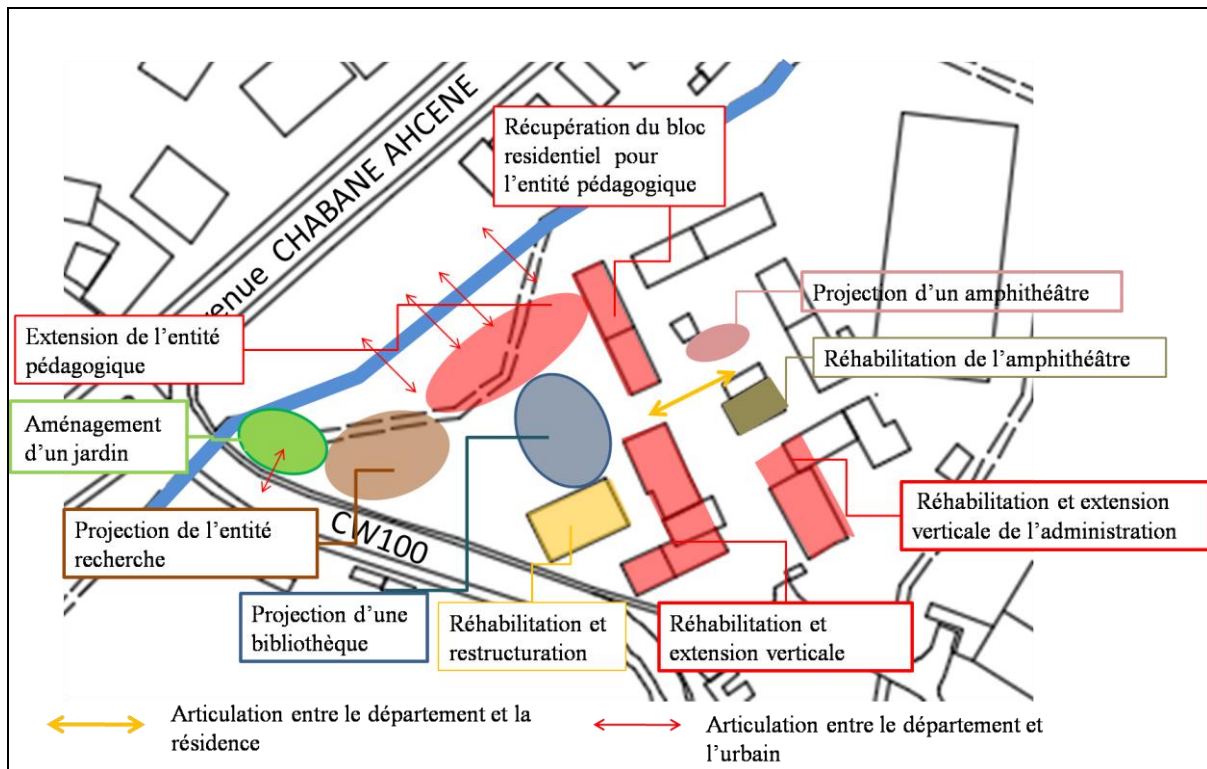 Récupération du bloc
residentiel pour
l'entité pédagogique
Avenue CHABANE AHCENE
Projection d'un amphithéâtre
Extension de l'entité
pédagogique
Réhabilitation de l'amphithéâtre
Aménagement
d'un jardin
Réhabilitation et extension
verticale de l'administration
Projection de l'entité
recherche
CW100
Projection d'une
bibliothèque
Réhabilitation et
restructuration
Réhabilitation et
extension verticale
Articulation entre le département et la
résidence
Articulation entre le département et
l'urbain